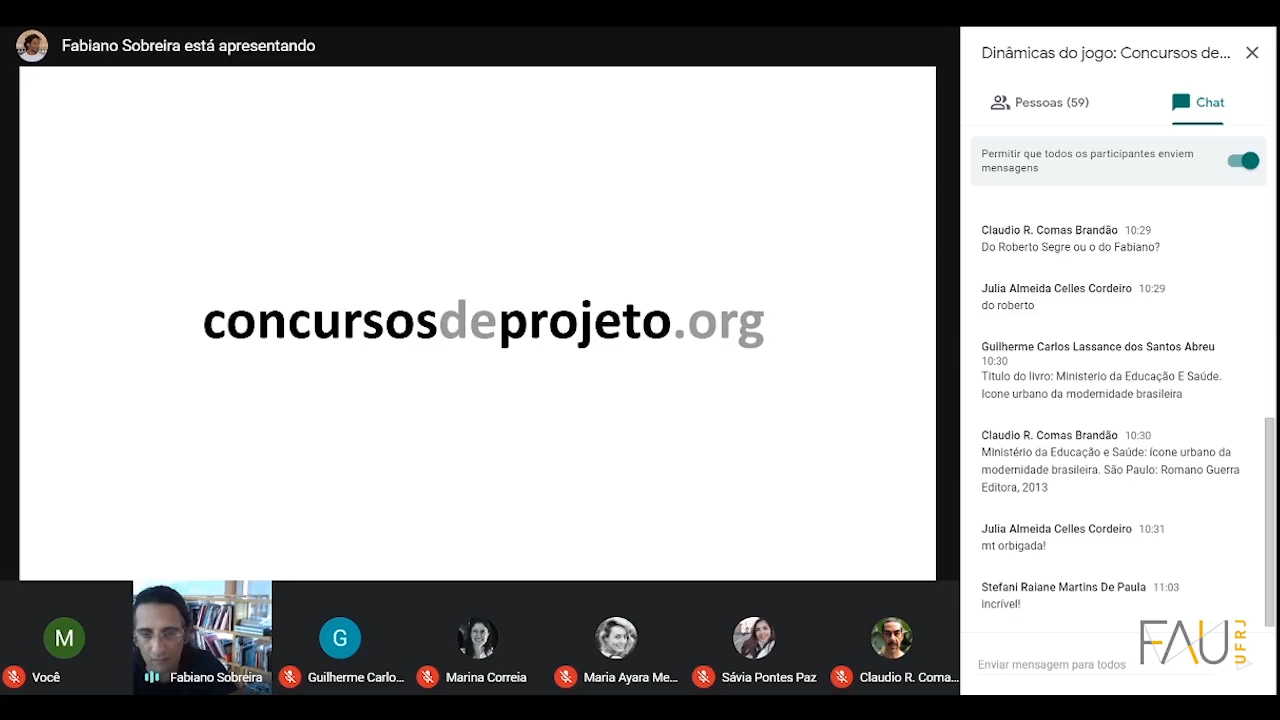 Fabiano Sobreira está apresentando
concursosdeprojeto.org
M
Você
Fabiano Sobreira
G
Guilherme Carlo...
Marina Correia
Maria Ayara Me...
Sávia Pontes Paz
Claudio R. Coma...
Dinâmicas do jogo: Concursos de...
Pessoas (59)
Chat
Permitir que todos os participantes enviem
mensagens
Claudio R. Comas Brandão 10:29
Do Roberto Segre ou o do Fabiano?
Julia Almeida Celles Cordeiro 10:29
do roberto
Guilherme Carlos Lassance dos Santos Abreu
10:30
Titulo do livro: Ministerio da Educação E Saúde.
Icone urbano da modernidade brasileira
Claudio R. Comas Brandão 10:30
Ministério da Educação e Saúde: ícone urbano da
modernidade brasileira. São Paulo: Romano Guerra
Editora, 2013
Julia Almeida Celles Cordeiro 10:31
mt orbigada!
Stefani Raiane Martins De Paula 11:03
incrível!
Enviar mensagem para todos
FAU
UFRJ